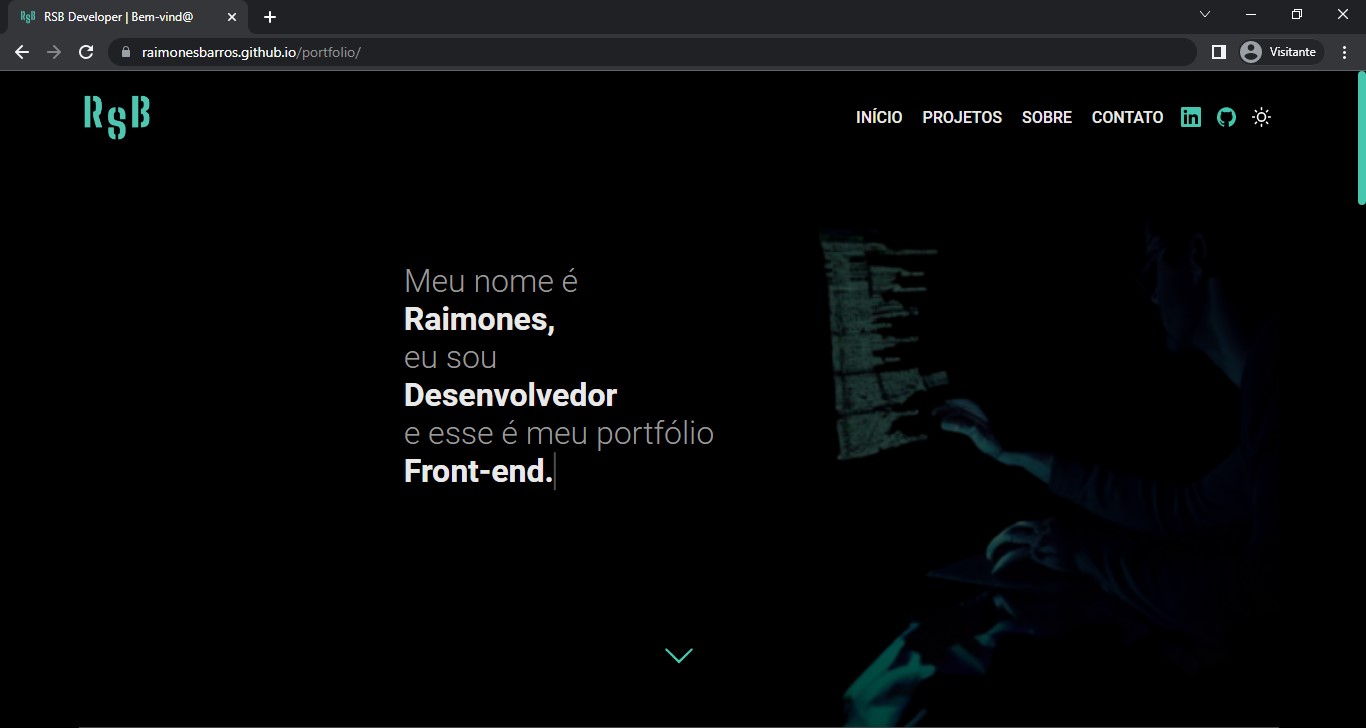 RSB Developer | Bem-vind@
raimonesbarros.github.io/portfolio/
Visitante
RSB
INÍCIO PROJETOS SOBRE CONTATO
Meu nome é
Raimones,
eu sou
Desenvolvedor
e esse é meu portfólio
Front-end.